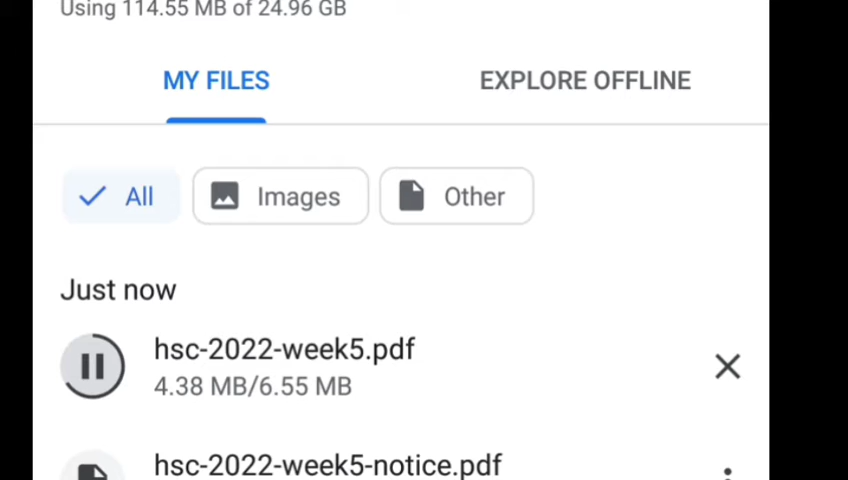 Using 114.55 MB of 24.96 GB
MY FILES EXPLORE OFFLINE
All Images Other
Just now
hsc-2022-week5.pdf
4.38 MB/6.55 MB
hsc-2022-week5-notice.pdf